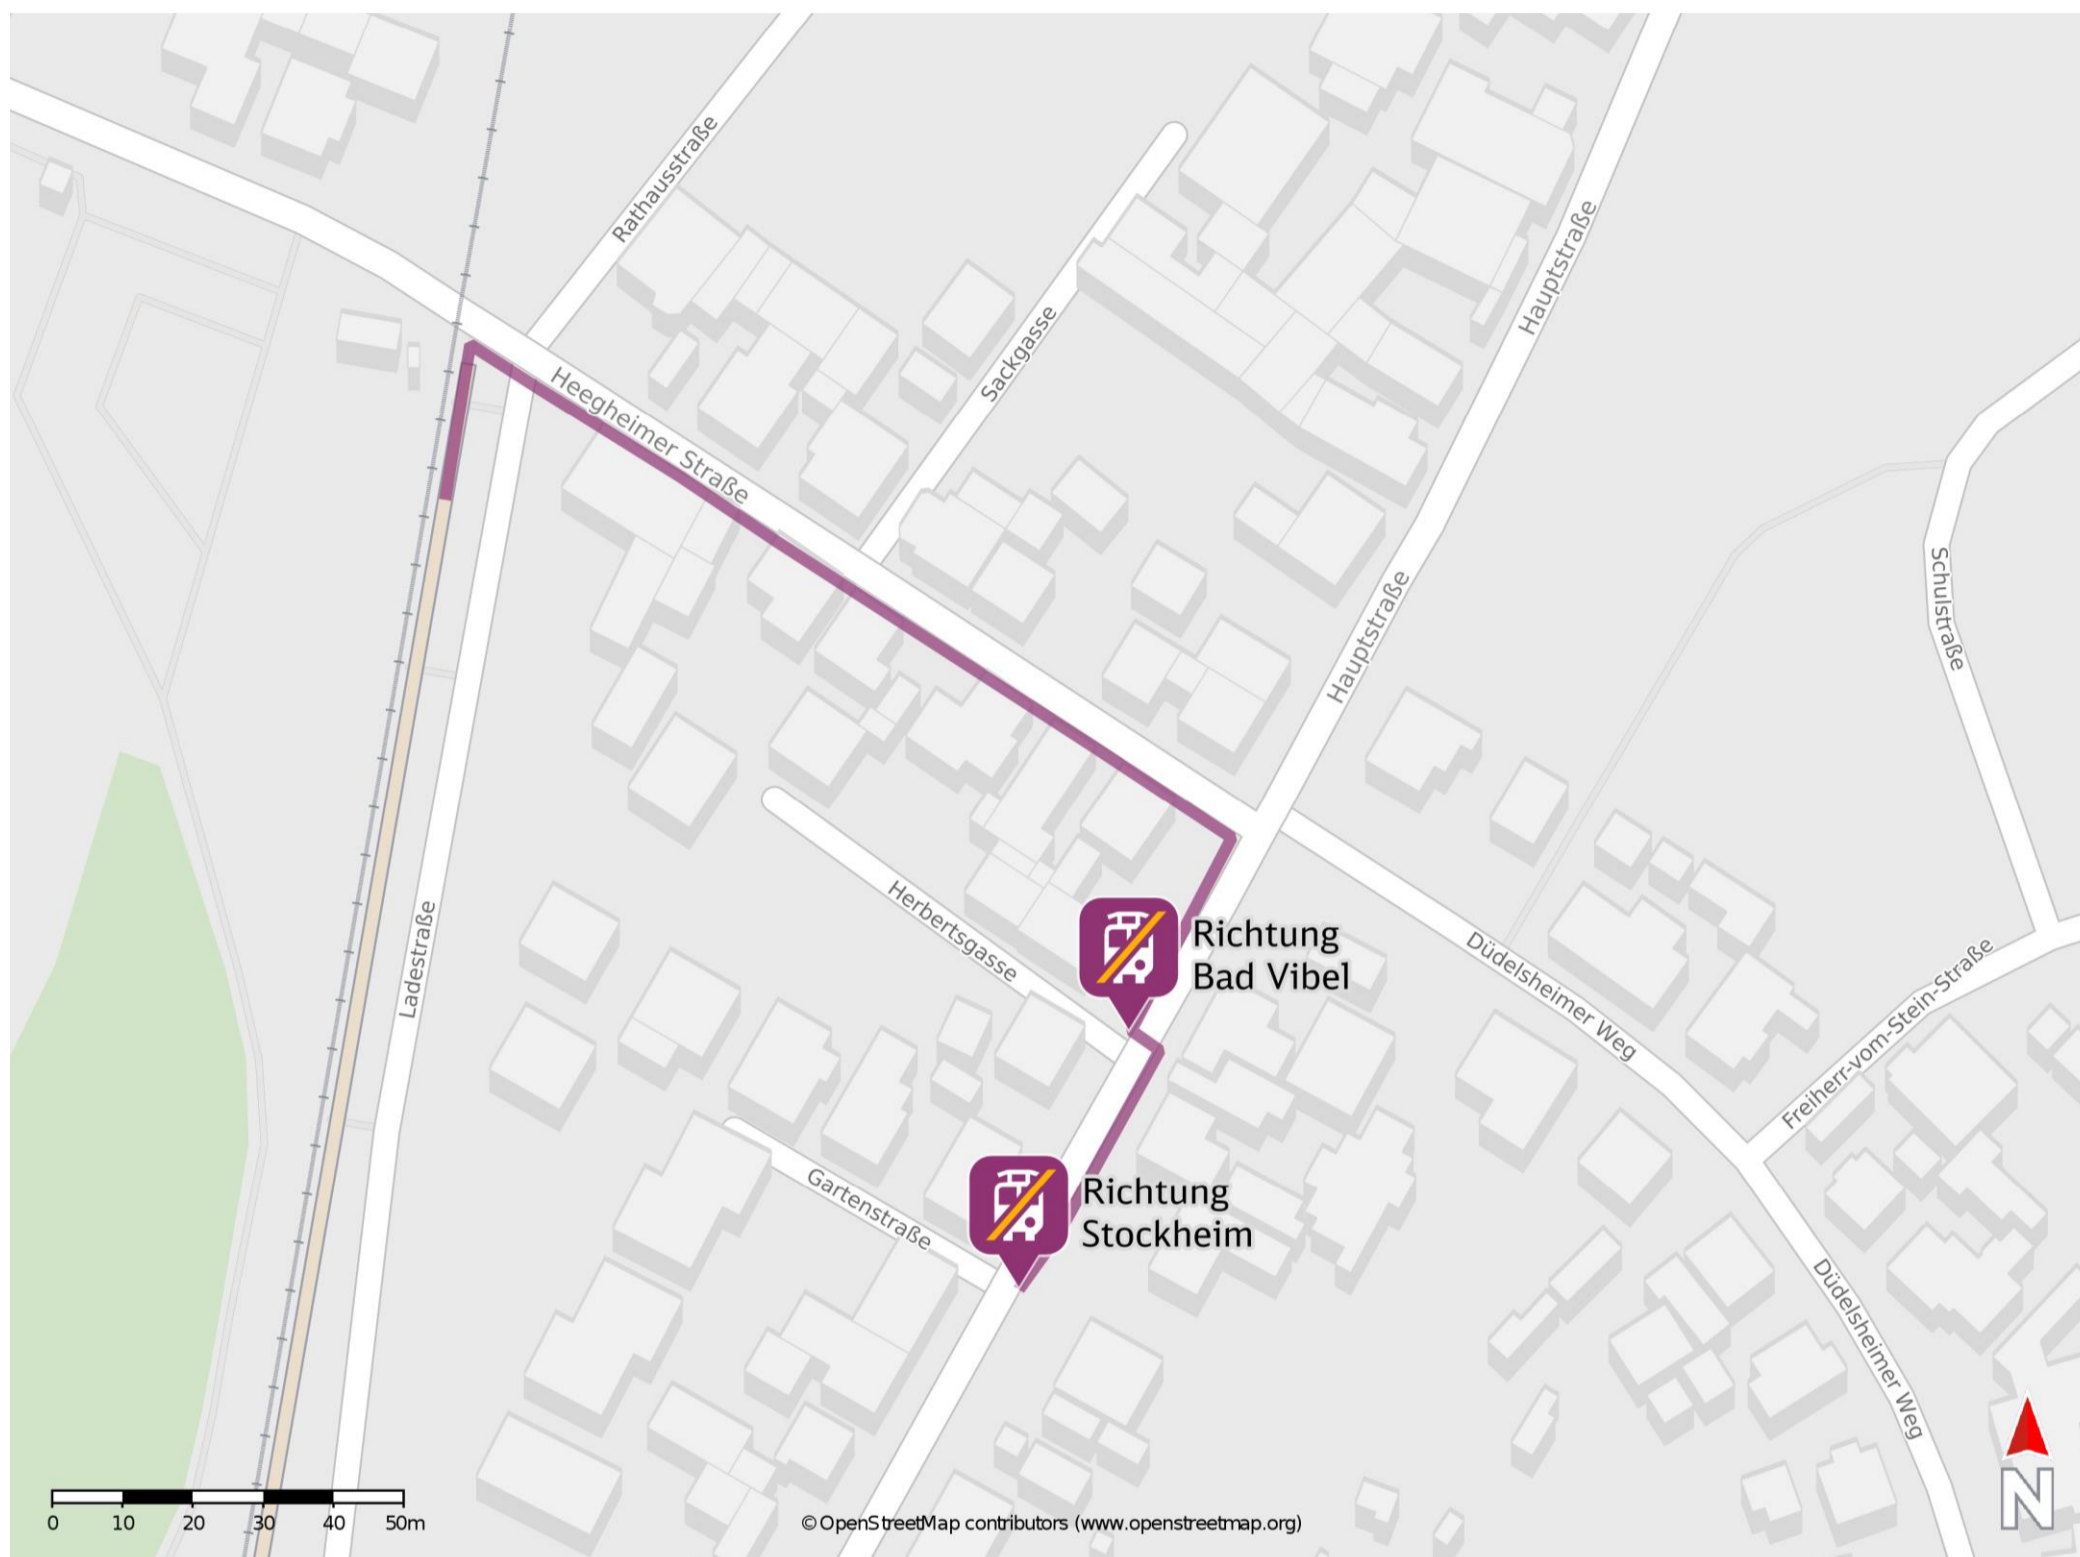 Rathausstraße
Hauptstraße
Sackgasse
Heegheimer Straße
Hauptstraße
Schulstraße
Herbertsgasse
Ladestraße
Richtung
Bad Vibel
Düdelsheimer Weg
Freiherr-vom-Stein-Straße
Gartenstraße
Richtung
Stockheim
Düdelsheimer Weg
N
0 10 20 30 40 50m
© OpenStreetMap contributors (www.openstreetmap.org)